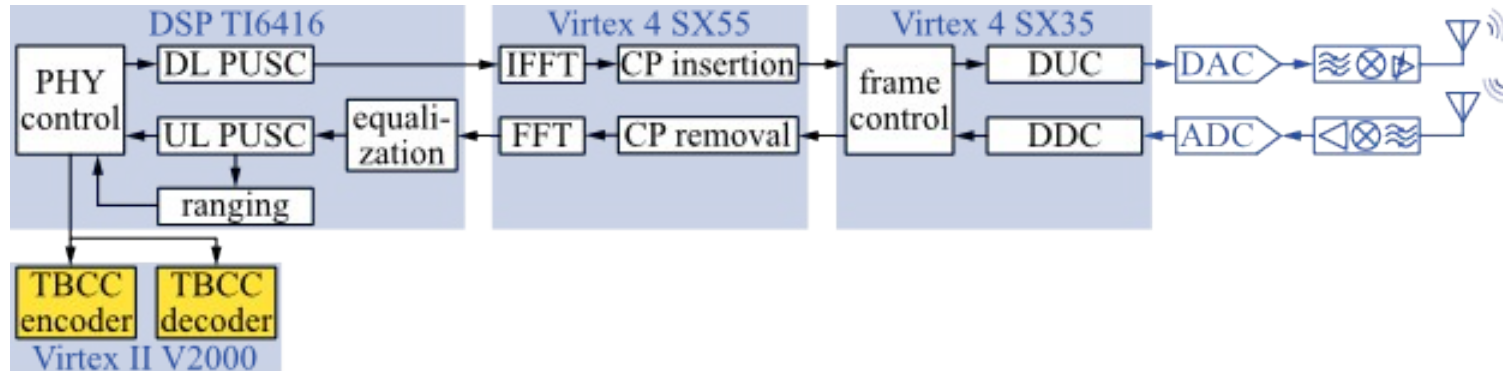 DSP TI6416
Virtex 4 SX55
Virtex 4 SX35
PHY
control
DL PUSC
IFFT
CP insertion
frame
control
DUC
DAC
UL PUSC
equali-
zation
FFT
CP removal
DDC
ADC
ranging
TBCC
encoder
TBCC
decoder
Virtex II V2000